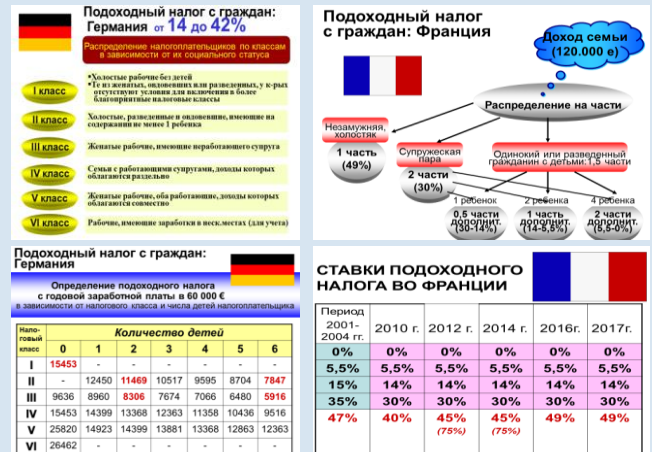 Подоходный налог с граждан:
Германия от 14 до 42%
Распределение налогоплательщиков по классам
в зависимости от их социального статуса
I класс
•Холостые рабочие без детей
•Те из женатых, овдовевших или разведенных, у к-рых
отсутствуют условия для включения в более
благоприятные налоговые классы
II класс
Холостые, разведенные и овдовевшие, имеющие на
содержании не менее 1 ребенка
III класс
Женатые рабочие, имеющие неработающего супруга
IV класс
Семьи с работающими супругами, доходы которых
облагаются раздельно
V класс
Женатые рабочие, оба работающие, доходы которых
облагаются совместно
VI класс
Рабочие, имеющие заработки в неск.местах (для учета)
Подоходный налог
с граждан: Франция
Доход семьи
(120.000 е)
Распределение на части
Незамужняя,
холостяк
1 часть
(49%)
Супружеская
пара
2 части
(30%)
Одинокий или разведенный
гражданин с детьми:1,5 части
1 ребенок
0,5 части
дополнит.
(30-14%)
2 ребенка
1 часть
дополнит.
(14-5,5%)
4 ребенка
2 части
дополнит.
(5,5-0%)
Подоходный налог с граждан:
Германия
Определение подоходного налога
с годовой заработной платы в 60 000 €
в зависимости от налогового класса и числа детей налогоплательщика
Нало-
говый
класс
Количество детей
0 1 2 3 4 5 6
I 15453 - - - - - -
II - 12450 11469 10517 9595 8704 7847
III 9636 8960 8306 7674 7066 6480 5916
IV 15453 14399 13368 12363 11358 10436 9516
V 25820 14923 14399 13881 13368 12863 12363
VI 26462 - - - - - -
СТАВКИ ПОДОХОДНОГО
НАЛОГА ВО ФРАНЦИИ
Период
2001-
2004 гг.
2010 г. 2012 г. 2014 г. 2016г. 2017г.
0% 0% 0% 0% 0% 0%
5,5% 5,5% 5,5% 5,5% 5,5% 5,5%
15% 14% 14% 14% 14% 14%
35% 30% 30% 30% 30% 30%
47% 40% 45% 45% 49% 49%
(75%) (75%)